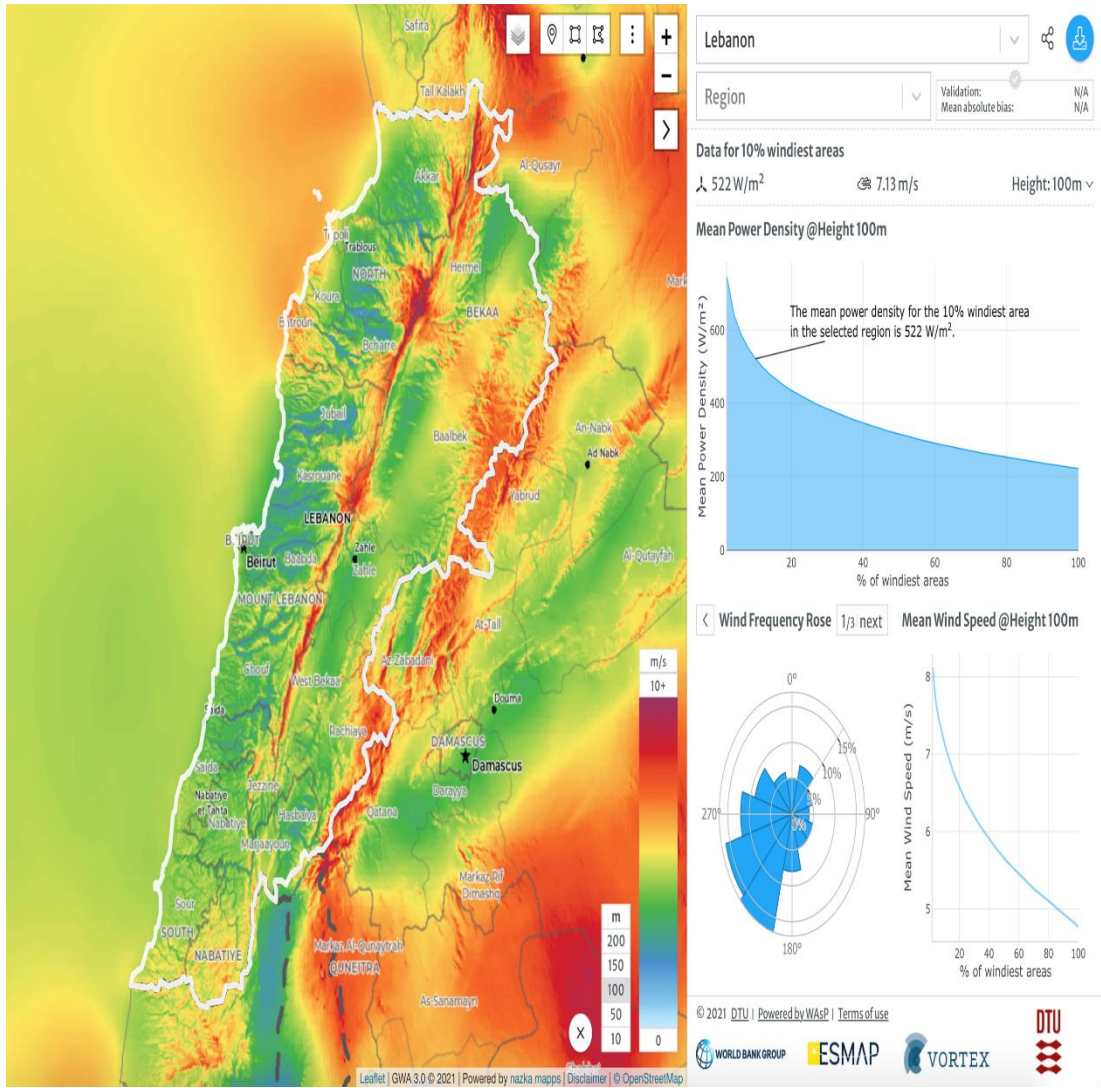 Safita
Tall Kalakh
Al-Qusayr
Akkar
Tripoli
Trablous
NORTH
Hermel
Koura
BEKAA
Batroun
Bcharre
Jubail
Baalbek
An-Nabk
Ad Nabk
Kasrouane
Yabrud
LEBANON
BEIRUT
Beirut
Baabda
Zahle
Zahle
Al-Qutayfah
MOUNT LEBANON
At-Tall
Az-Zabadani
Chouf
West Bekaa
Saida
Douma
Rachiaya
DAMASCUS
Damascus
Saida
Jezzine
Darayya
Nabatiye
et Tanta
Nabatiye
Hasbaiya
Qatana
Marjaayoun
Markaz Rif
Dimashq
Sour
SOUTH
NABATIYE
Markaz Al-Qunaytrah
QUNEITRA
As-Sanamayn
+
−
m/s
10+
0
m
200
150
100
50
10
Leaflet | GWA 3.0 © 2021 | Powered by nazka mapps | Disclaimer | © OpenStreetMap
Lebanon
Region
Validation: N/A
Mean absolute bias: N/A
Data for 10% windiest areas
522 W/m²
7.13 m/s
Height: 100m
Mean Power Density @Height 100m
Mean Power Density (W/m²)
600
400
200
0
The mean power density for the 10% windiest area
in the selected region is 522 W/m².
20 40 60 80 100
% of windiest areas
< Wind Frequency Rose 1/3 next
0°
15%
10%
5%
0%
270°
90°
180°
Mean Wind Speed @Height 100m
Mean Wind Speed (m/s)
8
7
6
5
20 40 60 80 100
% of windiest areas
© 2021 DTU | Powered by WAsP | Terms of use
WORLD BANK GROUP
ESMAP
VORTEX
DTU